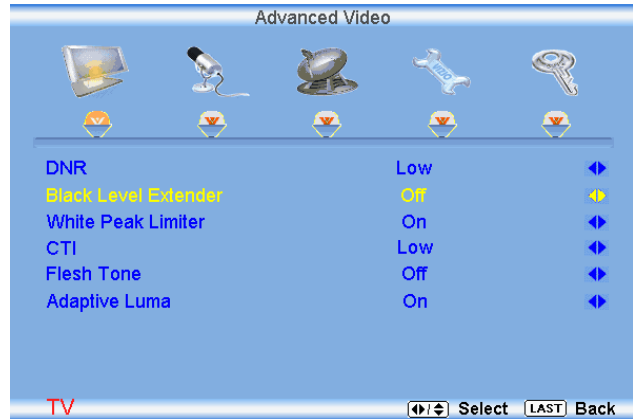 Advanced Video
VIZIO
DNR Low
Black Level Extender Off
White Peak Limiter On
CTI Low
Flesh Tone Off
Adaptive Luma On
TV Select LAST Back